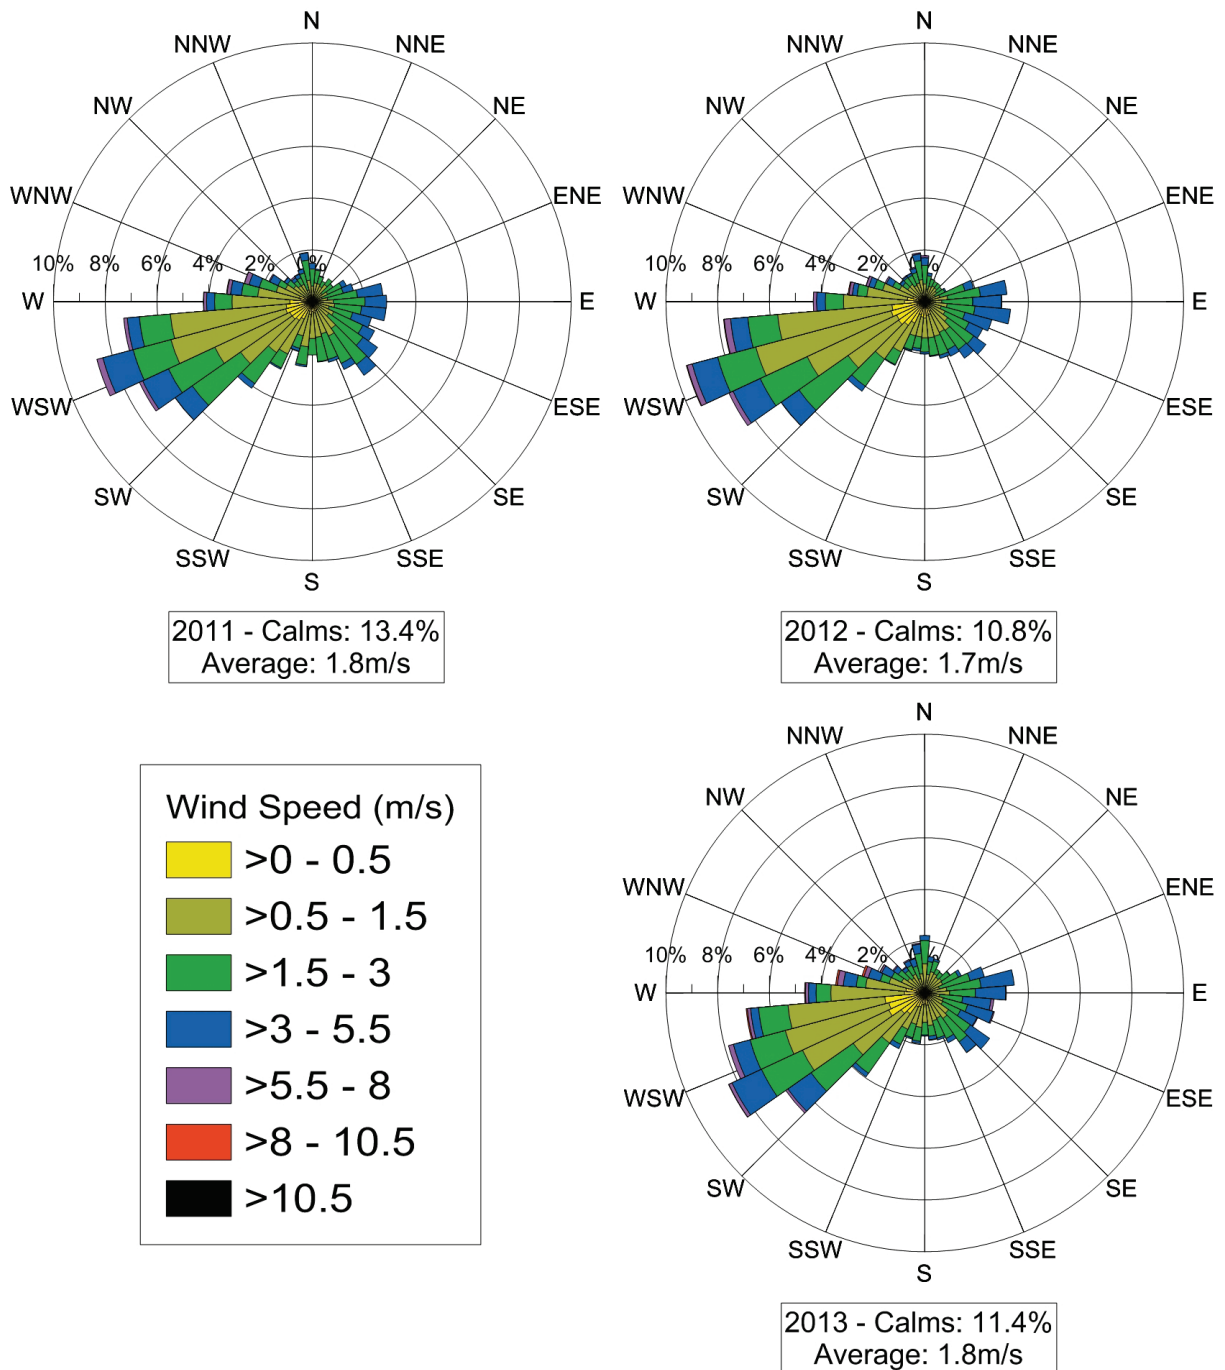 N
NNW
NNE
NW
NE
WNW
ENE
10% 8% 6% 4% 2% 0%
W
E
WSW
ESE
SW
SE
SSW
SSE
S
2011 - Calms: 13.4%
Average: 1.8m/s
N
NNW
NNE
NW
NE
WNW
ENE
10% 8% 6% 4% 2%
W
E
WSW
ESE
SW
SE
SSW
SSE
S
2012 - Calms: 10.8%
Average: 1.7m/s
Wind Speed (m/s)
>0 - 0.5
>0.5 - 1.5
>1.5 - 3
>3 - 5.5
>5.5 - 8
>8 - 10.5
>10.5
N
NNW
NNE
NW
NE
WNW
ENE
10% 8% 6% 4% 2%
W
E
WSW
ESE
SW
SE
SSW
SSE
S
2013 - Calms: 11.4%
Average: 1.8m/s